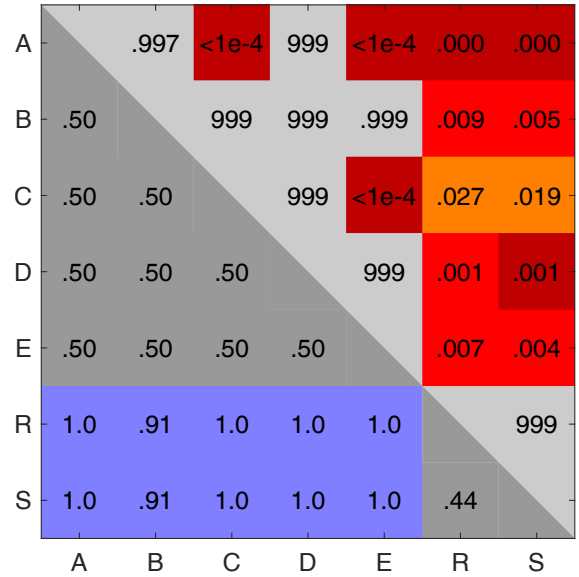 A .997 <1e-4 999 <1e-4 .000 .000
B .50 999 999 .999 .009 .005
C .50 .50 999 <1e-4 .027 .019
D .50 .50 .50 999 .001 .001
E .50 .50 .50 .50 .007 .004
R 1.0 .91 1.0 1.0 1.0 999
S 1.0 .91 1.0 1.0 1.0 .44
A B C D E R S